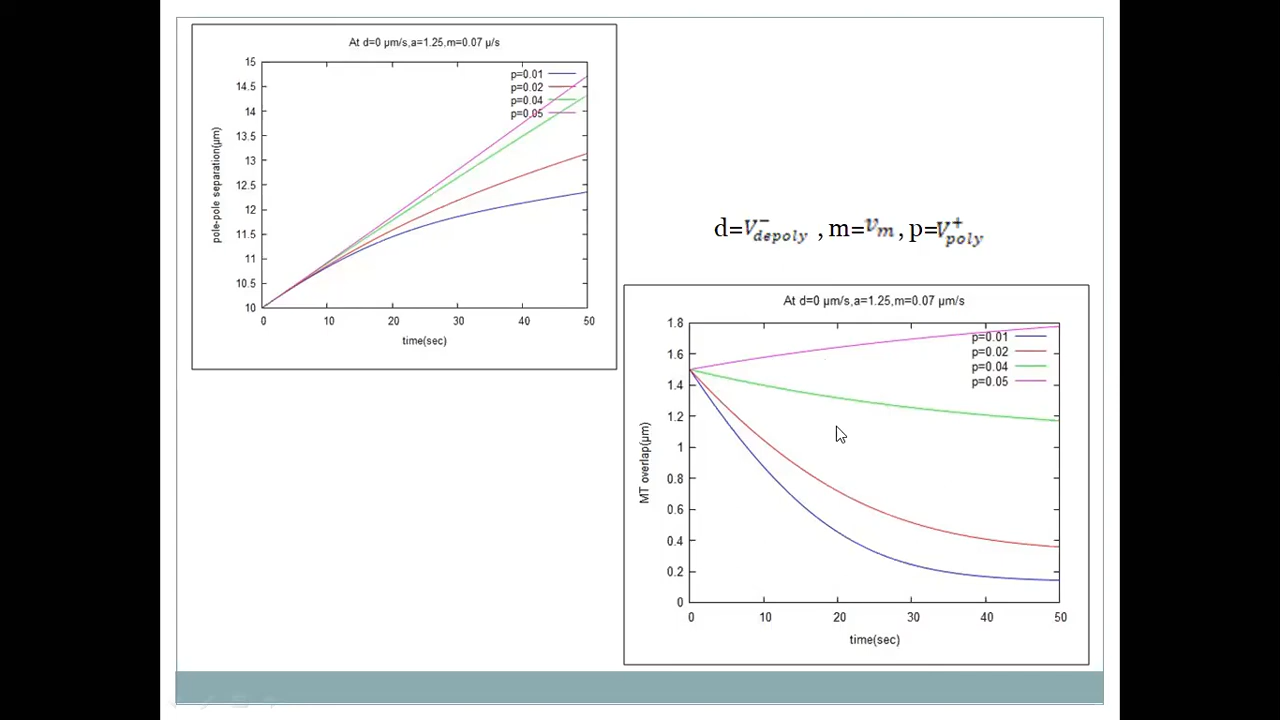 At d=0 μm/s,a=1.25,m=0.07 μ/s
15
14.5
14
13.5
13
12.5
12
11.5
11
10.5
10
pole-pole separation(μm)
p=0.01
p=0.02
p=0.04
p=0.05
0 10 20 30 40 50
time(sec)
d=V⁻depoly , m=vm, p=V⁺poly
At d=0 μm/s,a=1.25,m=0.07 μm/s
1.8
1.6
1.4
1.2
1
0.8
0.6
0.4
0.2
0
MT overlap(μm)
p=0.01
p=0.02
p=0.04
p=0.05
0 10 20 30 40 50
time(sec)